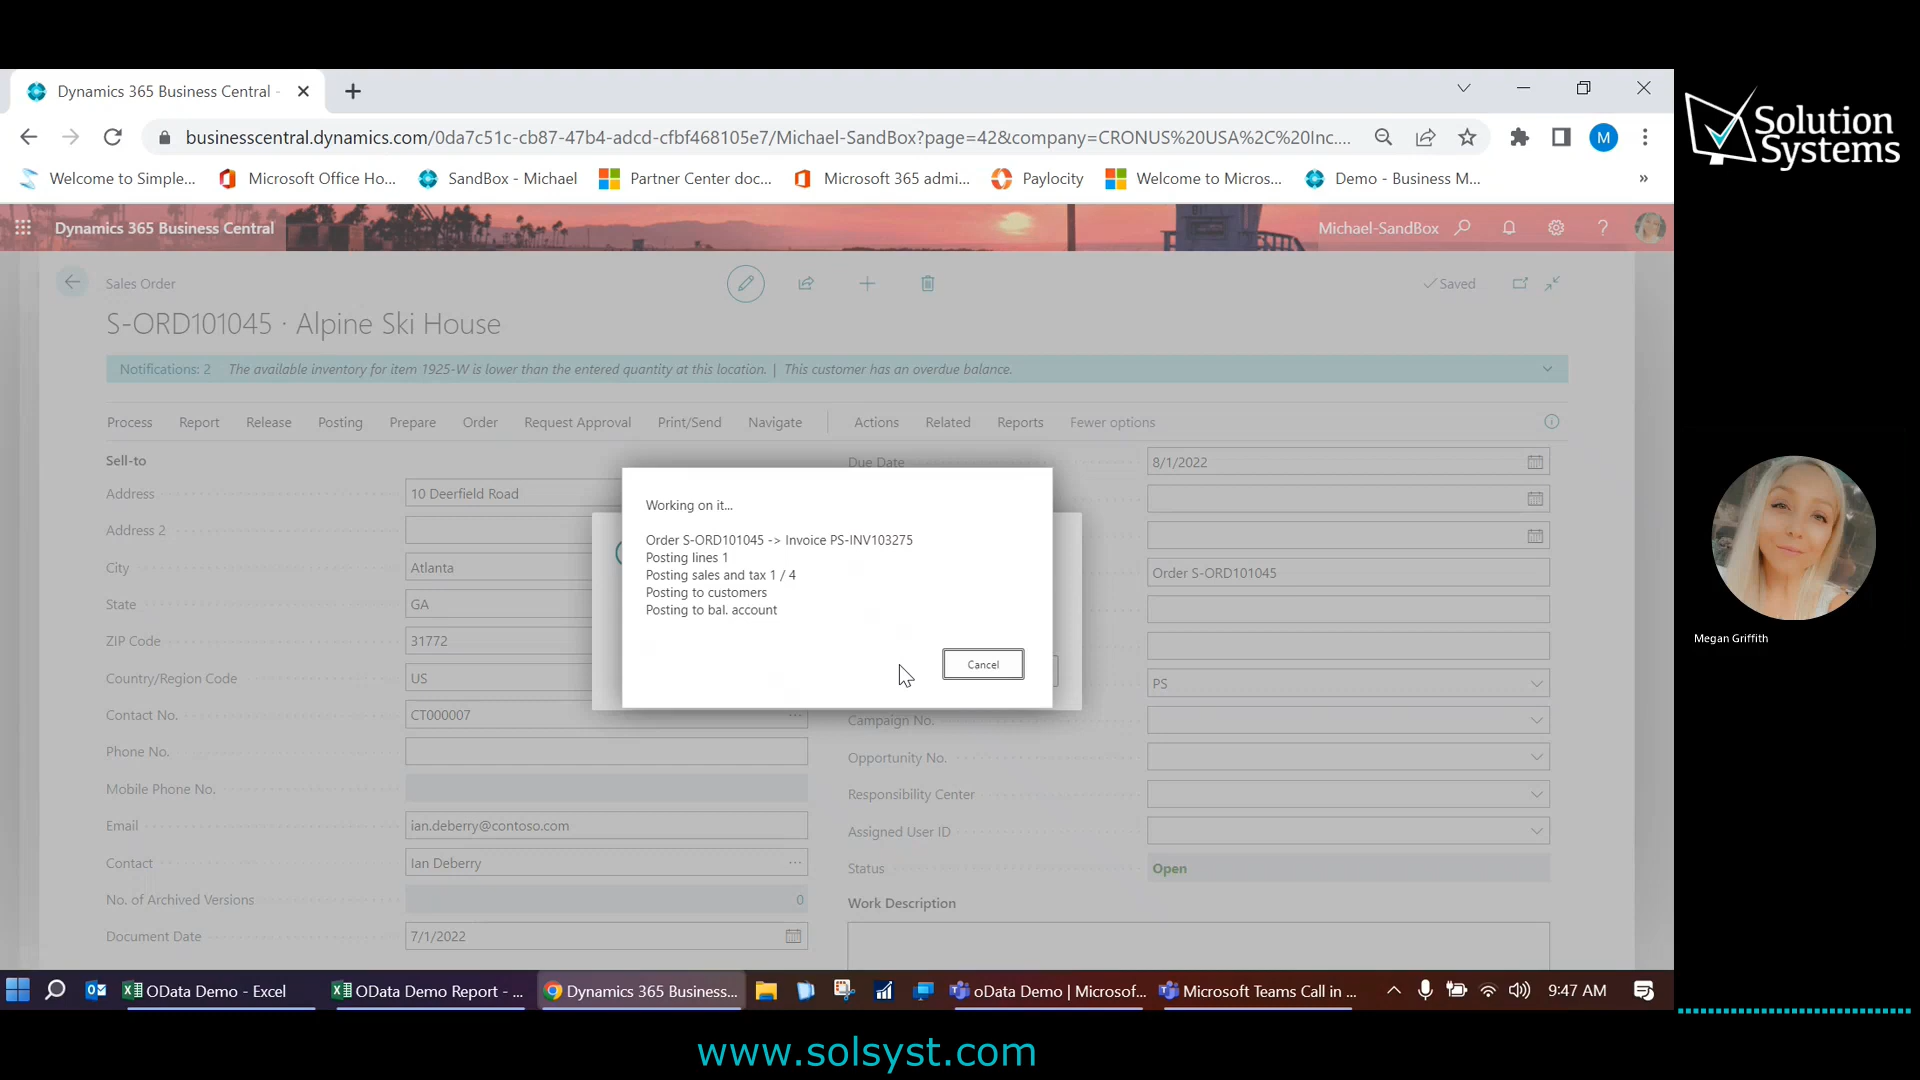 Dynamics 365 Business Central -
businesscentral.dynamics.com/0da7c51c-cb87-47b4-adcd-cfbf468105e7/Michael-SandBox?page=42&company=CRONUS%20USA%2C%20Inc....
M
Welcome to Simple...
Microsoft Office Ho...
SandBox - Michael
Partner Center doc...
Microsoft 365 admi...
Paylocity
Welcome to Micros...
Demo - Business M...
»
Solution
Systems
Dynamics 365 Business Central
Michael-SandBox
?
Sales Order
Saved
S-ORD101045 · Alpine Ski House
Notifications: 2 The available inventory for item 1925-W is lower than the entered quantity at this location. | This customer has an overdue balance.
Process Report Release Posting Prepare Order Request Approval Print/Send Navigate Actions Related Reports Fewer options
Sell-to
Address 10 Deerfield Road
Address 2
City Atlanta
State GA
ZIP Code 31772
Country/Region Code US
Contact No. CT000007 ...
Phone No.
Mobile Phone No.
Email ian.deberry@contoso.com
Contact Ian Deberry ...
No. of Archived Versions 0
Document Date 7/1/2022
Due Date 8/1/2022
Order S-ORD101045
PS
Campaign No.
Opportunity No.
Responsibility Center
Assigned User ID
Status Open
Work Description
Working on it...
Order S-ORD101045 -> Invoice PS-INV103275
Posting lines 1
Posting sales and tax 1 / 4
Posting to customers
Posting to bal. account
Cancel
Megan Griffith
OData Demo - Excel
OData Demo Report - ...
Dynamics 365 Business...
oData Demo | Microsof...
Microsoft Teams Call in ...
9:47 AM
www.solsyst.com